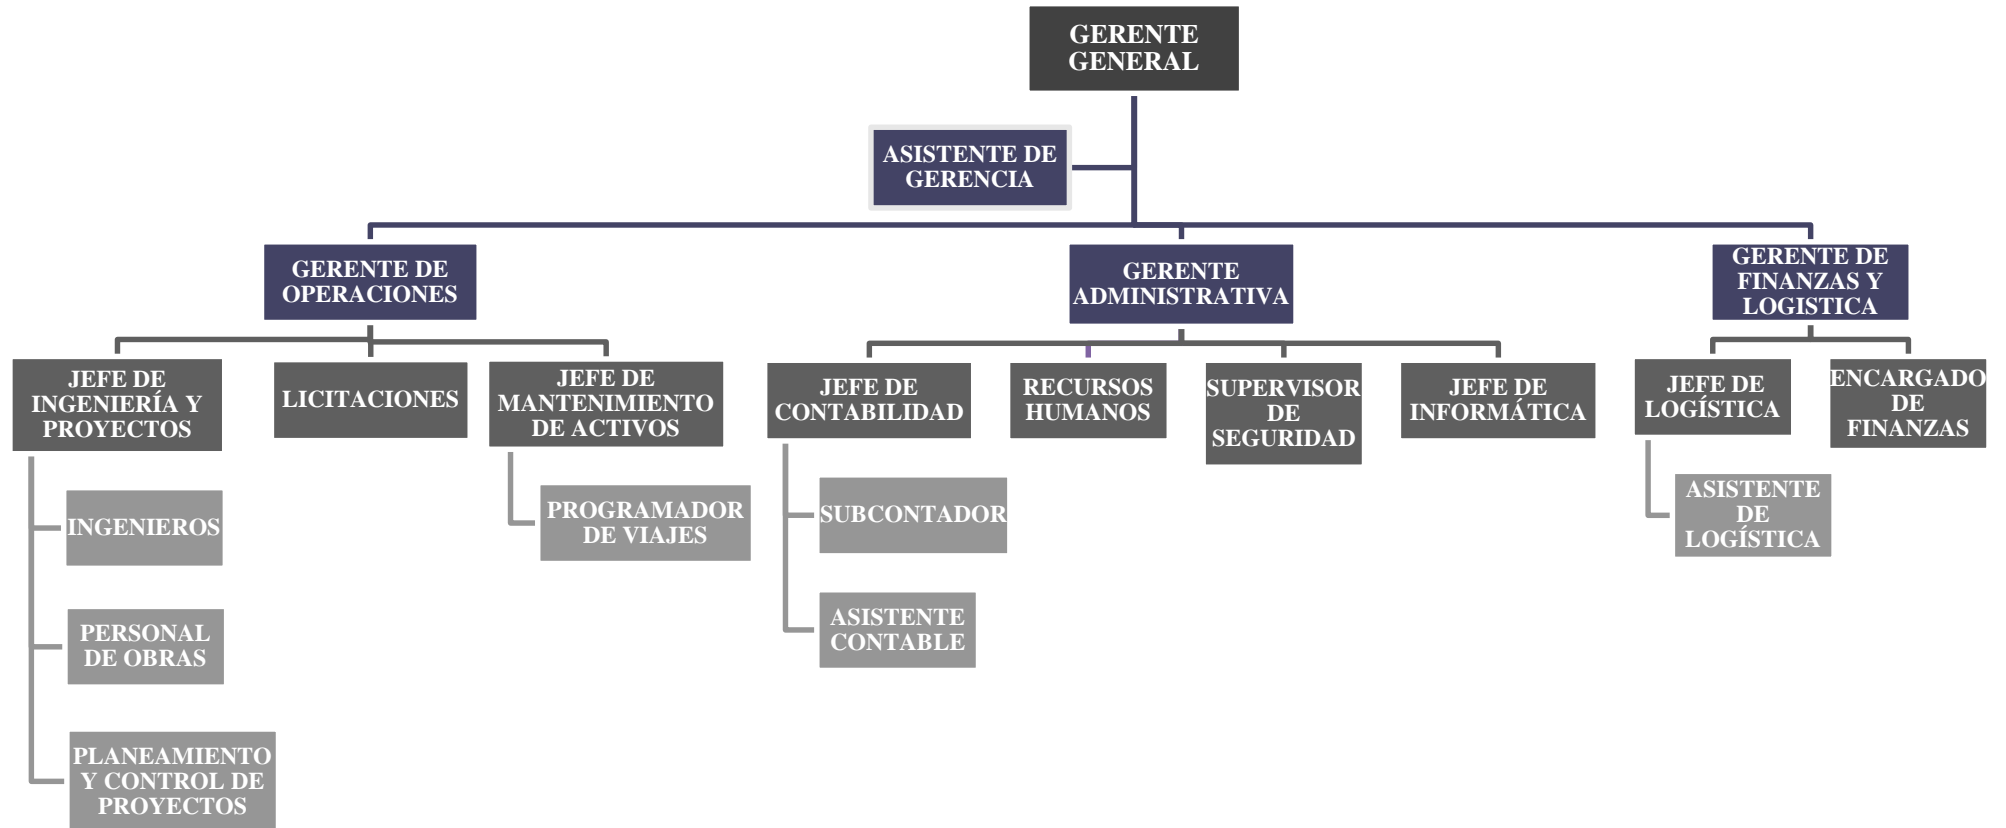 GERENTE
GENERAL
ASISTENTE DE
GERENCIA
GERENTE DE
OPERACIONES
GERENTE
ADMINISTRATIVA
GERENTE DE
FINANZAS Y
LOGISTICA
JEFE DE
INGENIERÍA Y
PROYECTOS
LICITACIONES
JEFE DE
MANTENIMIENTO
DE ACTIVOS
JEFE DE
CONTABILIDAD
RECURSOS
HUMANOS
SUPERVISOR
DE
SEGURIDAD
JEFE DE
INFORMÁTICA
JEFE DE
LOGÍSTICA
ENCARGADO
DE
FINANZAS
INGENIEROS
PERSONAL
DE OBRAS
PLANEAMIENTO
Y CONTROL DE
PROYECTOS
PROGRAMADOR
DE VIAJES
SUBCONTADOR
ASISTENTE
CONTABLE
ASISTENTE
DE
LOGÍSTICA